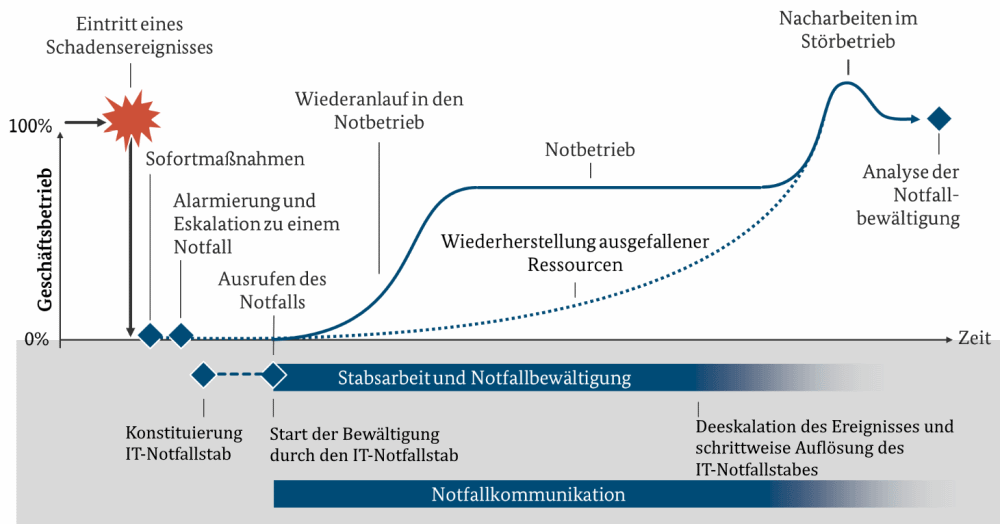 Eintritt eines
Schadensereignisses
Nacharbeiten im
Störbetrieb
100%
Wiederanlauf in den
Notbetrieb
Sofortmaßnahmen
Notbetrieb
Analyse der
Notfall-
bewältigung
Alarmierung und
Eskalation zu einem
Notfall
Geschäftsbetrieb
Wiederherstellung ausgefallener
Ressourcen
Ausrufen des
Notfalls
0%
Zeit
Stabsarbeit und Notfallbewältigung
Konstituierung
IT-Notfallstab
Start der Bewältigung
durch den IT-Notfallstab
Deeskalation des Ereignisses und
schrittweise Auflösung des
IT-Notfallstabes
Notfallkommunikation